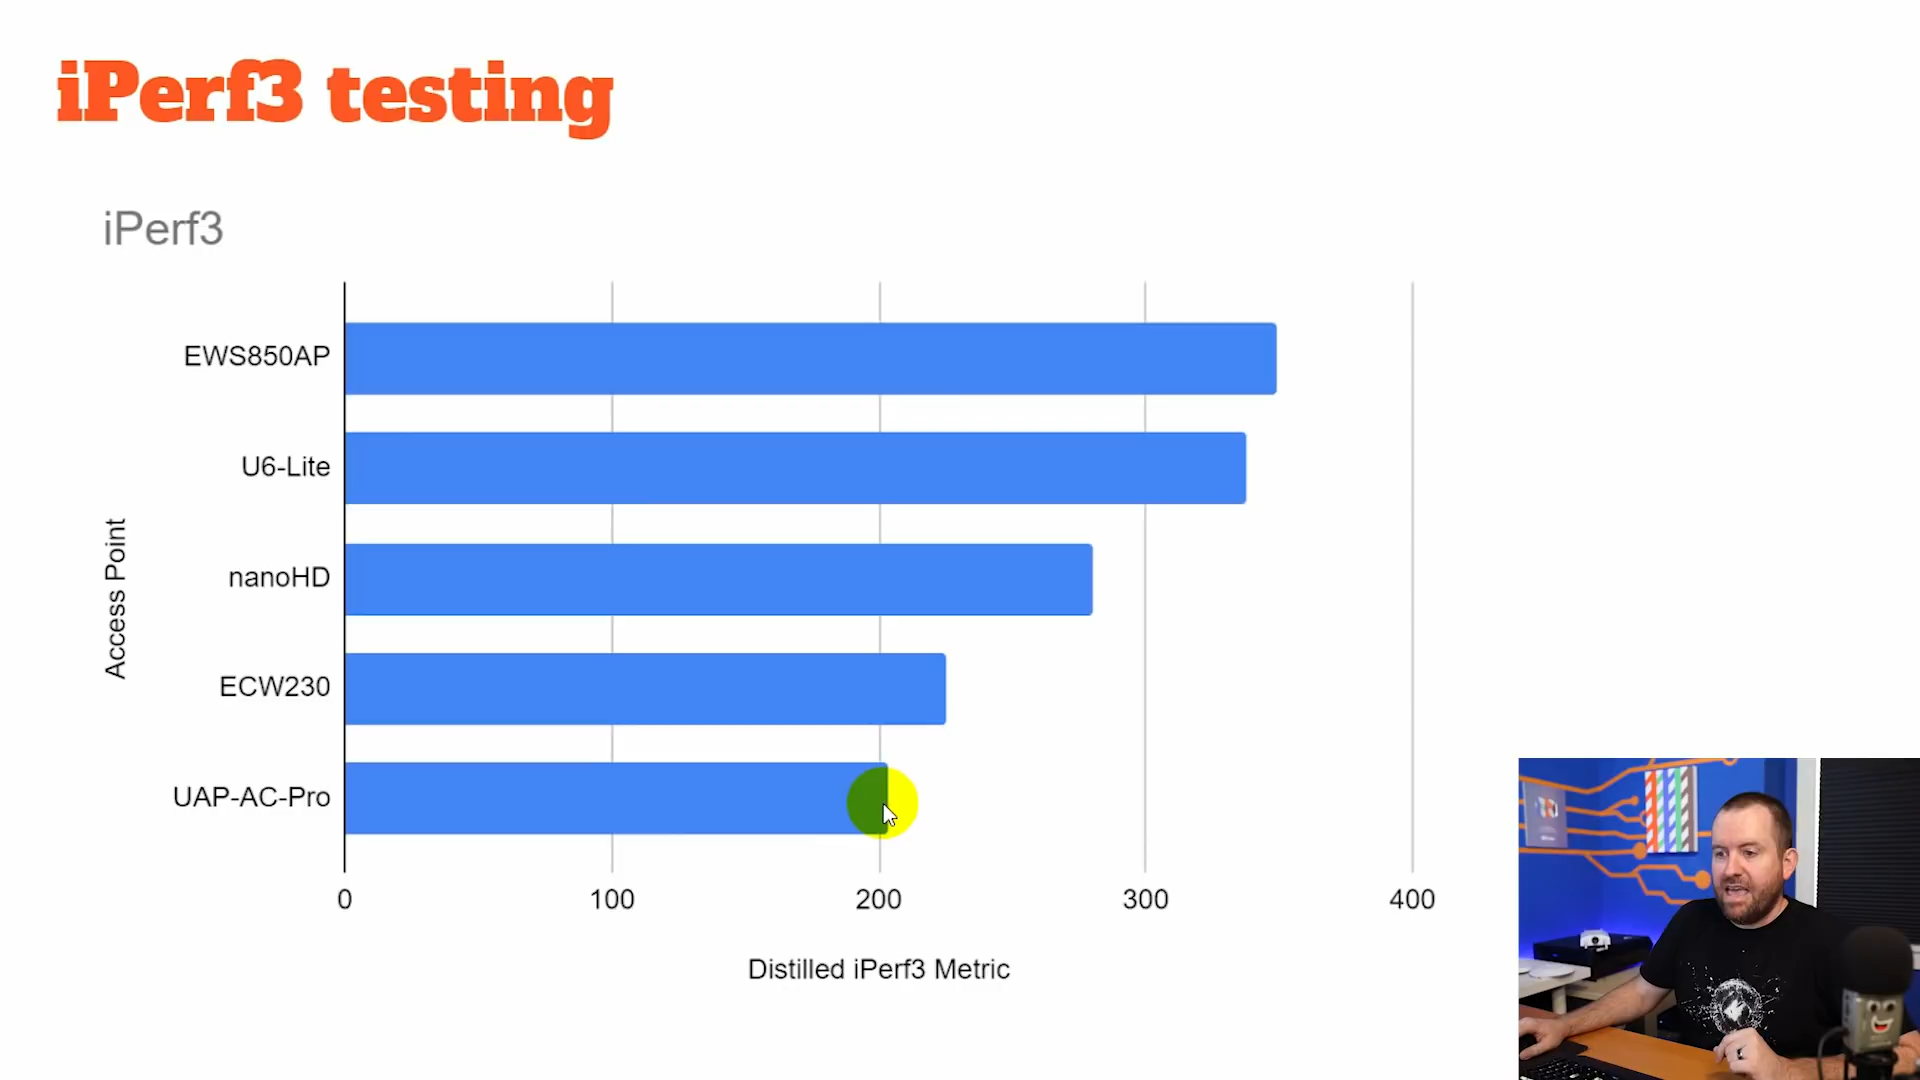 iPerf3 testing
iPerf3
Access Point
EWS850AP
U6-Lite
nanoHD
ECW230
UAP-AC-Pro
0 100 200 300 400
Distilled iPerf3 Metric